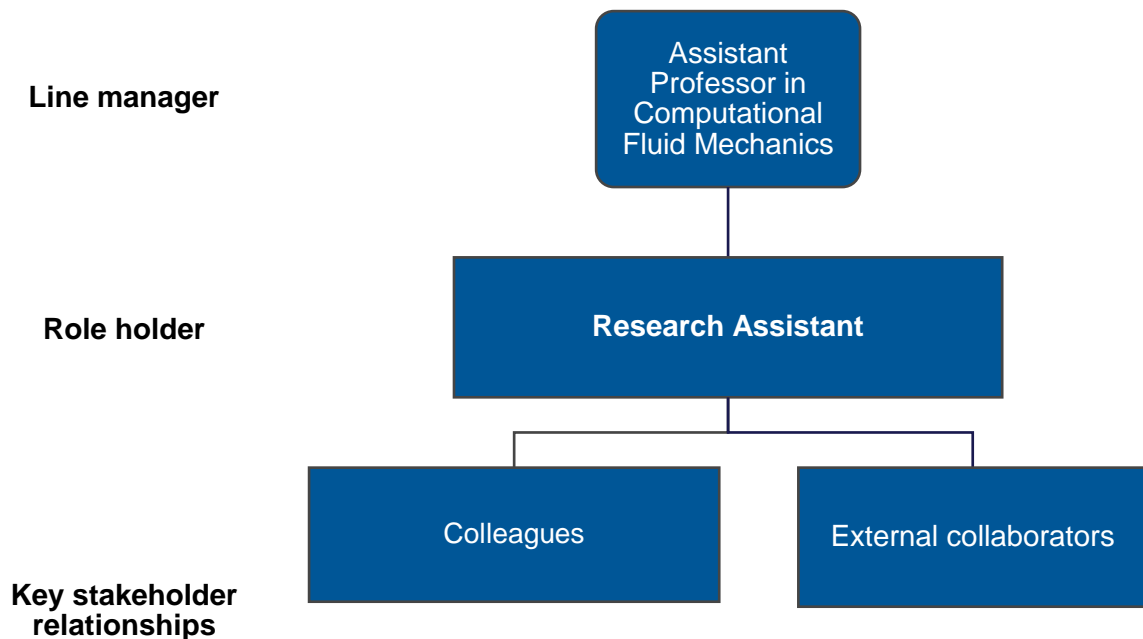 Line manager
Assistant
Professor in
Computational
Fluid Mechanics
Role holder
Research Assistant
Colleagues
External collaborators
Key stakeholder
relationships